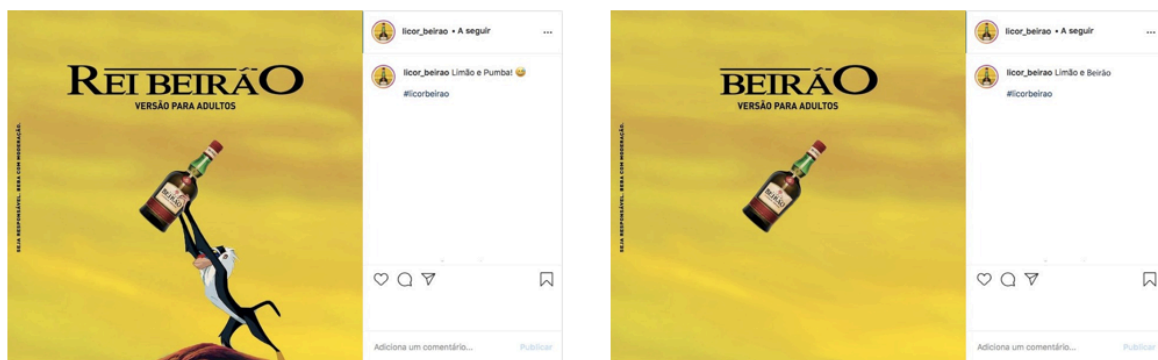 REI BEIRÃO
VERSÃO PARA ADULTOS
SEJA RESPONSÁVEL. BEBA COM MODERAÇÃO.
BEIRÃO
licor_beirao • A seguir
licor_beirao Limão e Pumba! 😅
#licorbeirao
Adiciona um comentário... Publicar
BEIRÃO
VERSÃO PARA ADULTOS
SEJA RESPONSÁVEL. BEBA COM MODERAÇÃO.
BEIRÃO
licor_beirao • A seguir
licor_beirao Limão e Beirão
#licorbeirao
Adiciona um comentário... Publicar